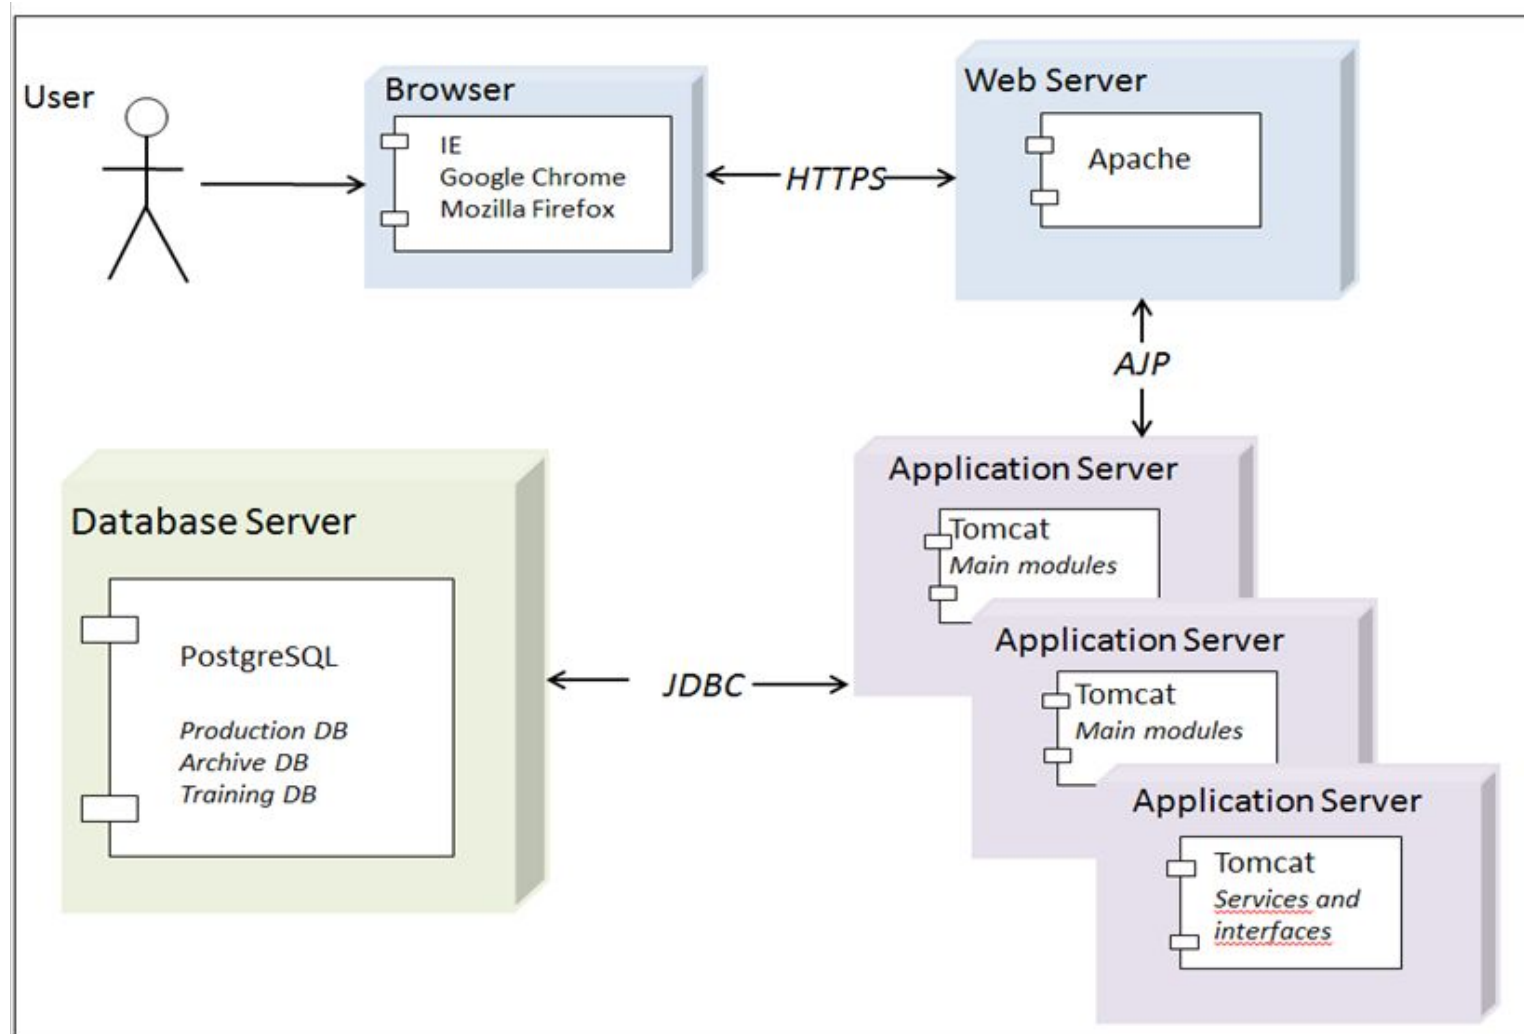 User
Browser
IE
Google Chrome
Mozilla Firefox
HTTPS
Web Server
Apache
AJP
Application Server
Tomcat
Main modules
Application Server
Tomcat
Main modules
Application Server
Tomcat
Services and
interfaces
JDBC
Database Server
PostgreSQL
Production DB
Archive DB
Training DB